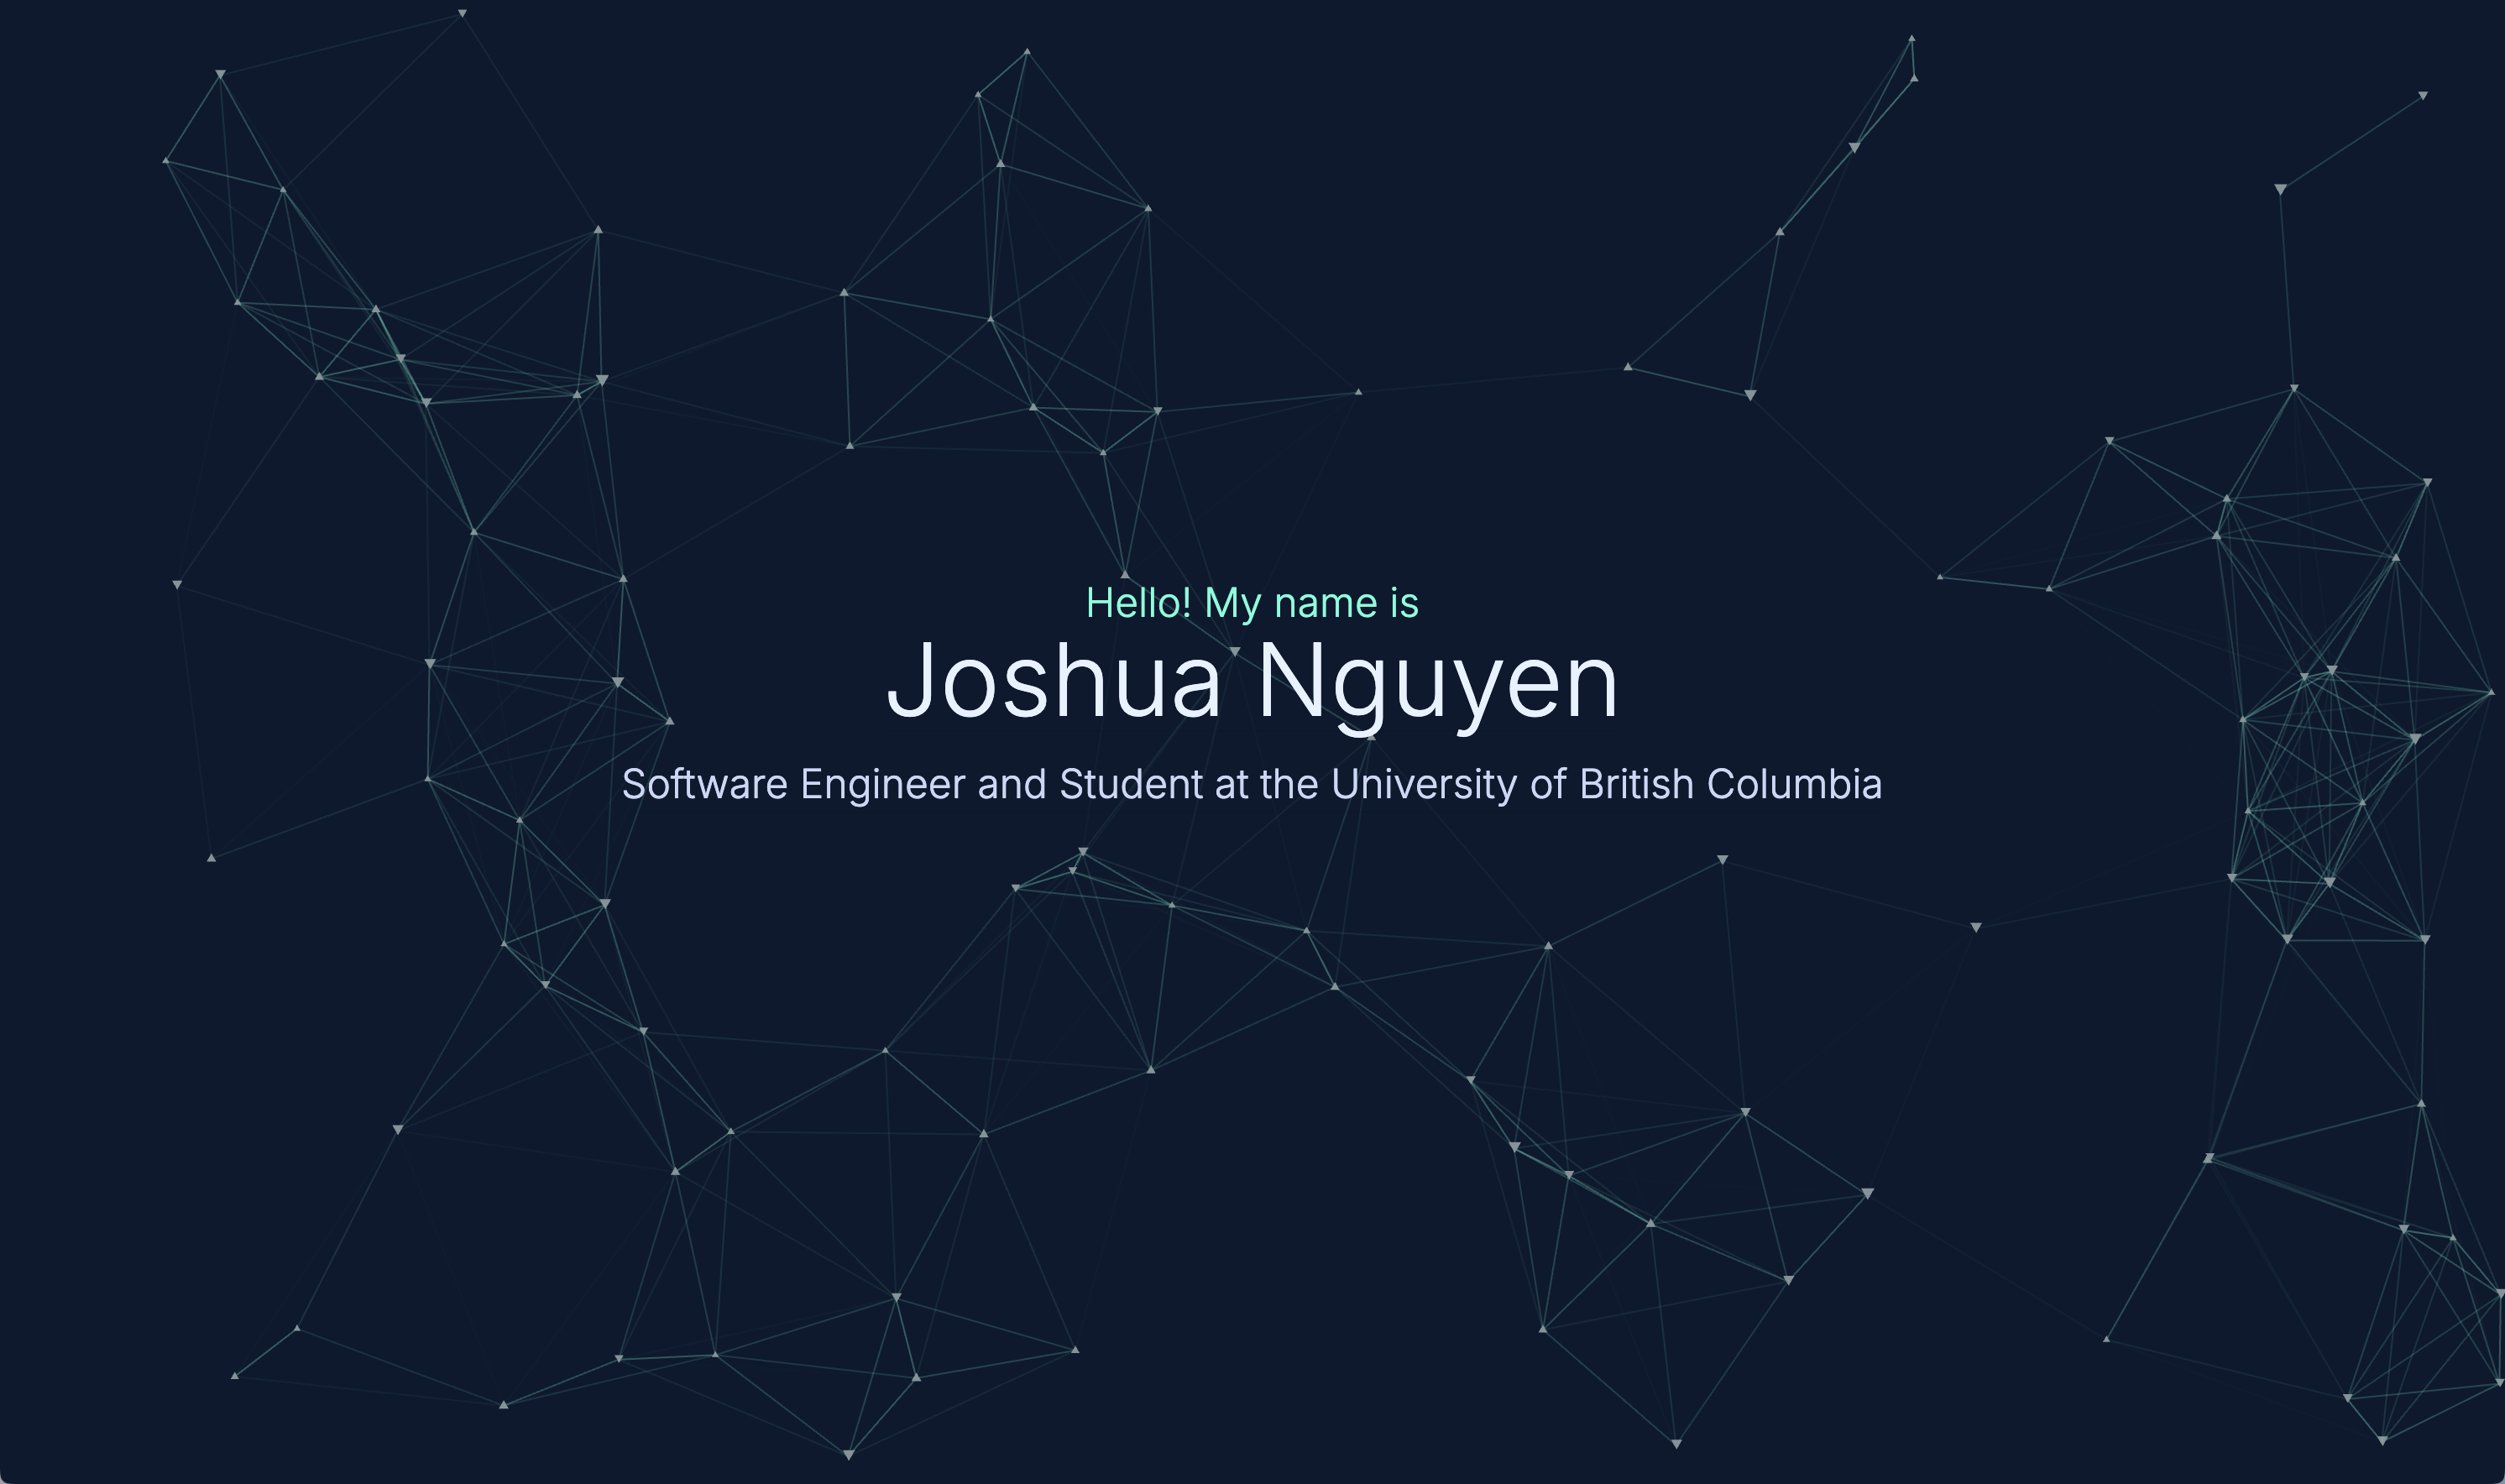 Hello! My name is
Joshua Nguyen
Software Engineer and Student at the University of British Columbia